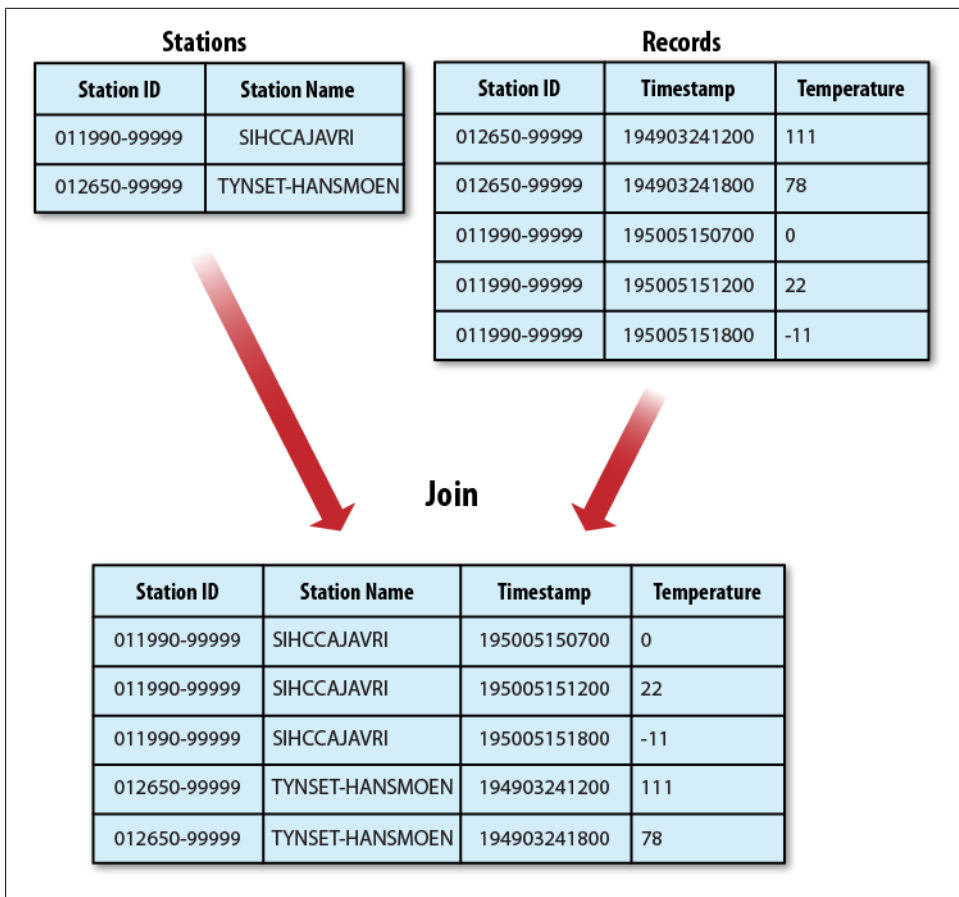 Stations
Station ID Station Name
011990-99999 SIHCCAJAVRI
012650-99999 TYNSET-HANSMOEN
Records
Station ID Timestamp Temperature
012650-99999 194903241200 111
012650-99999 194903241800 78
011990-99999 195005150700 0
011990-99999 195005151200 22
011990-99999 195005151800 -11
Join
Station ID Station Name Timestamp Temperature
011990-99999 SIHCCAJAVRI 195005150700 0
011990-99999 SIHCCAJAVRI 195005151200 22
011990-99999 SIHCCAJAVRI 195005151800 -11
012650-99999 TYNSET-HANSMOEN 194903241200 111
012650-99999 TYNSET-HANSMOEN 194903241800 78